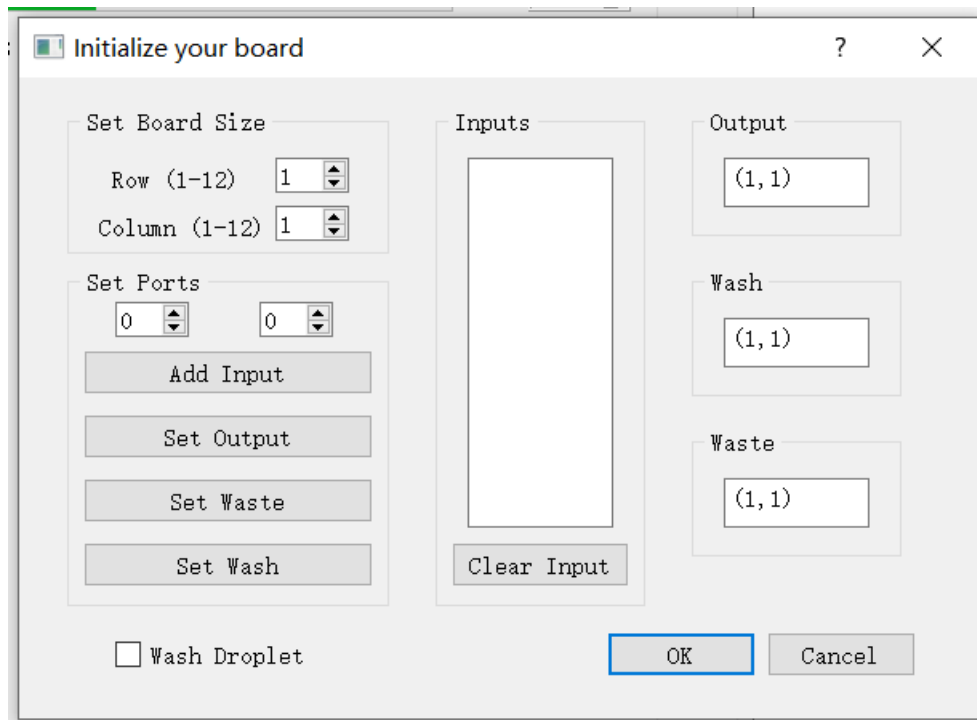 Initialize your board
?
Set Board Size
Row (1-12) 1
Column (1-12) 1
Set Ports
0 0
Add Input
Set Output
Set Waste
Set Wash
Wash Droplet
Inputs
Clear Input
Output
(1,1)
Wash
(1,1)
Waste
(1,1)
OK
Cancel